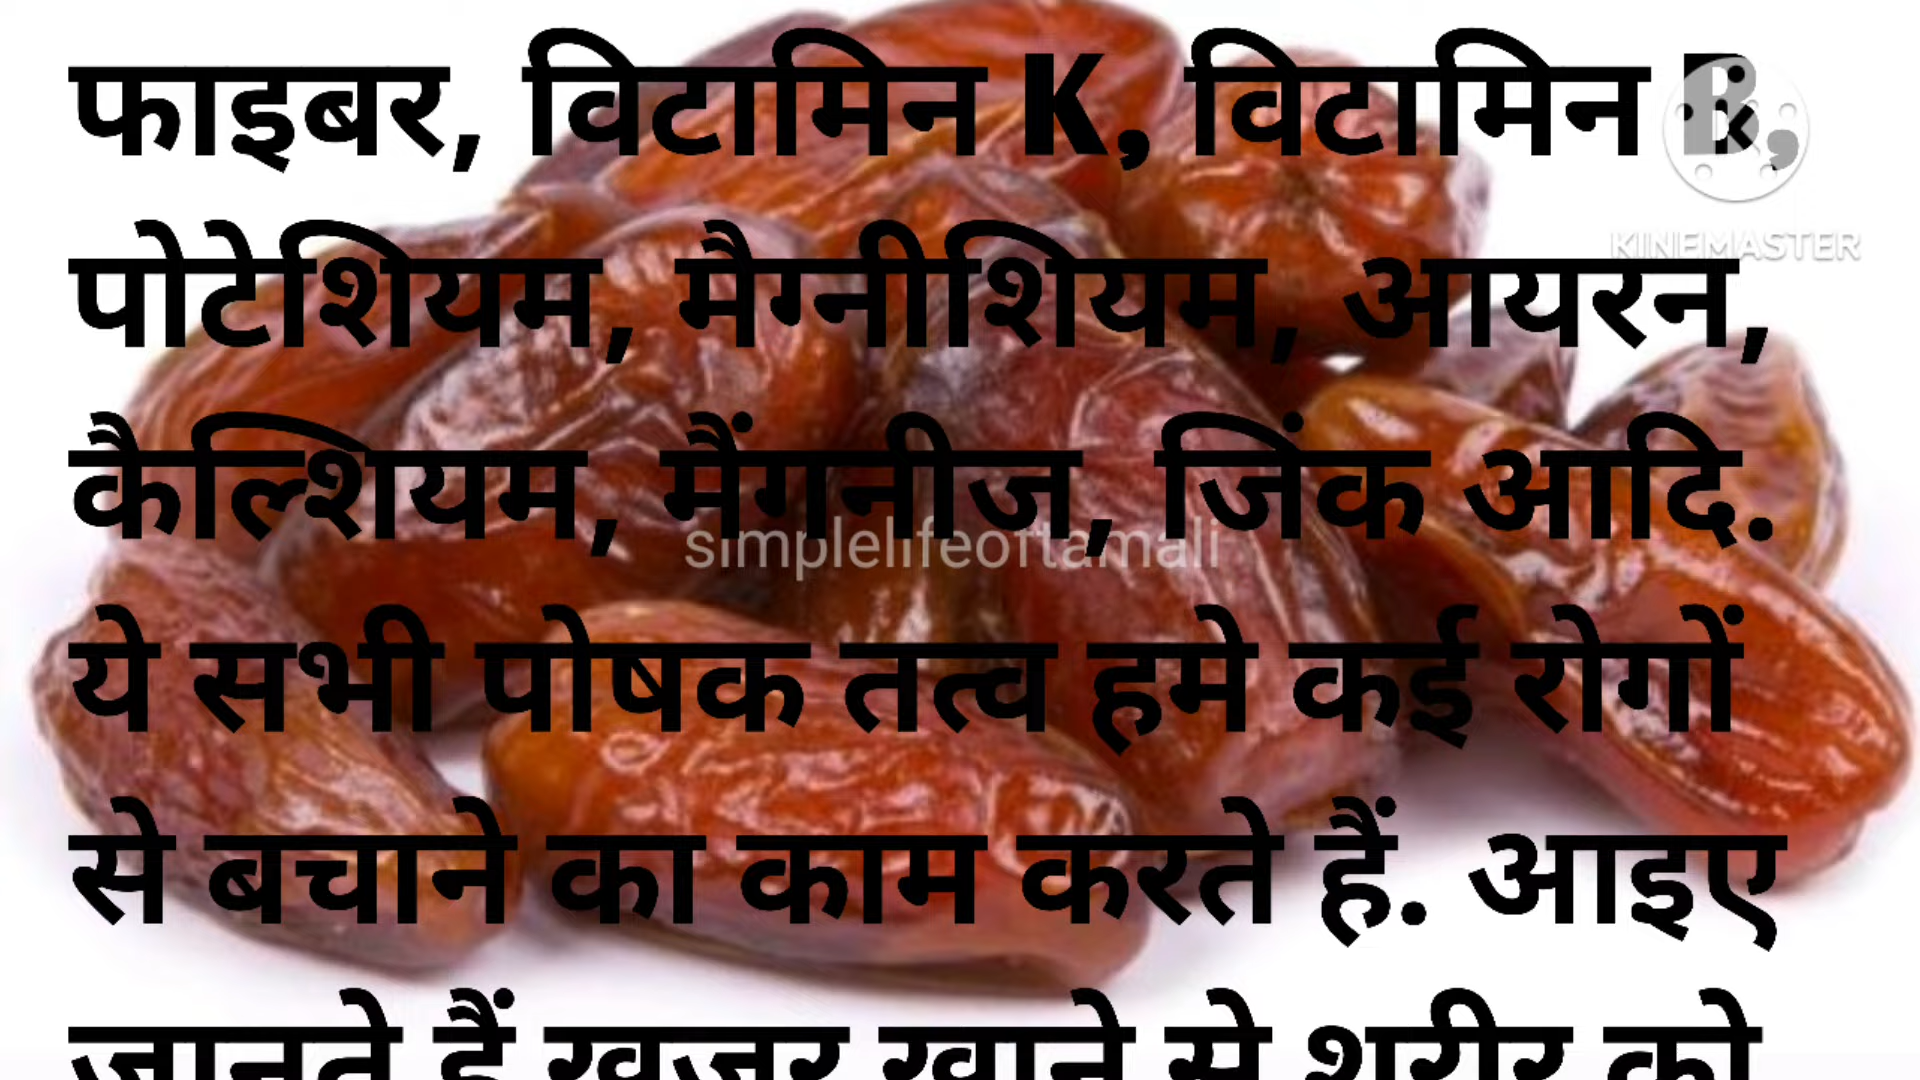 फाइबर, विटामिन K, विटामिन B,
KINEMASTER
पोटेशियम, मैग्नीशियम, आयरन,
कैल्शियम, मैंगनीज, जिंक आदि.
simplelifeoftamali
ये सभी पोषक तत्व हमे कई रोगों
से बचाने का काम करते हैं. आइए
जानते हैं खजूर खाने से शरीर को